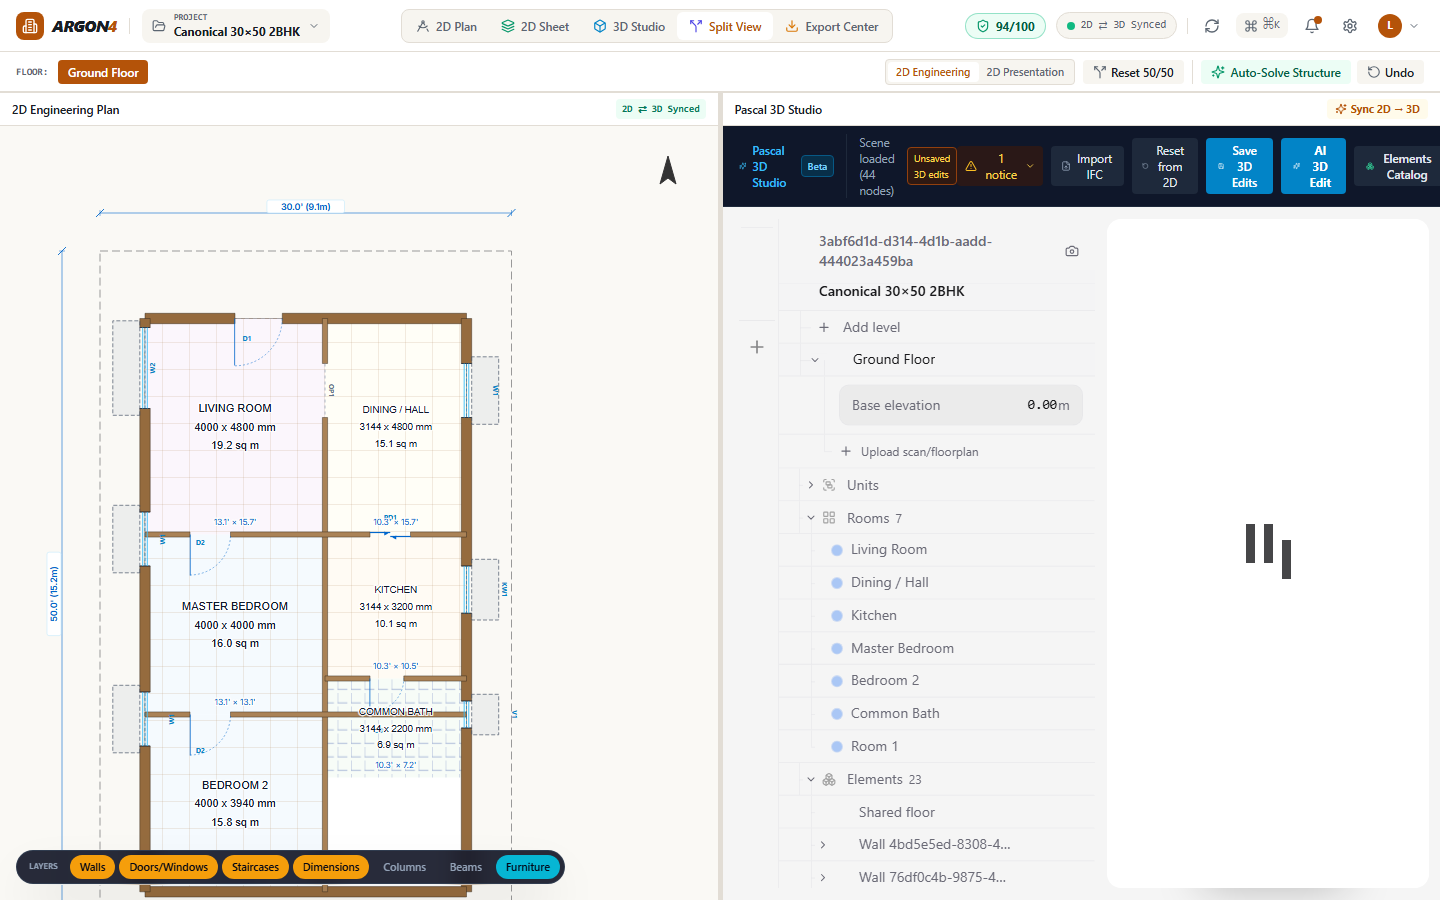 ARGON4
PROJECT
Canonical 30×50 2BHK
2D Plan
2D Sheet
3D Studio
Split View
Export Center
94/100
2D ⇄ 3D Synced
⌘ ⌘K
L
FLOOR:
Ground Floor
2D Engineering
2D Presentation
Reset 50/50
Auto-Solve Structure
Undo
2D Engineering Plan
2D ⇄ 3D Synced
30.0' (9.1m)
50.0' (15.2m)
D1
W2
OP1
W1
LIVING ROOM
4000 x 4800 mm
19.2 sq m
13.1' × 15.7'
DINING / HALL
3144 x 4800 mm
15.1 sq m
10.3' × 15.7'
D2
KITCHEN
3144 x 3200 mm
10.1 sq m
10.3' × 10.5'
KW1
MASTER BEDROOM
4000 x 4000 mm
16.0 sq m
13.1' × 13.1'
D2
COMMON BATH
3144 x 2200 mm
6.9 sq m
10.3' × 7.2'
V1
BEDROOM 2
4000 x 3940 mm
15.8 sq m
LAYERS
Walls
Doors/Windows
Staircases
Dimensions
Columns
Beams
Furniture
Pascal 3D Studio
Sync 2D → 3D
Pascal
3D
Studio
Beta
Scene
loaded
(44
nodes)
Unsaved
3D edits
1
notice
Import
IFC
Reset
from
2D
Save
3D
Edits
AI
3D
Edit
Elements
Catalog
3abf6d1d-d314-4d1b-aadd-
444023a459ba
Canonical 30×50 2BHK
Add level
Ground Floor
Base elevation 0.00m
Upload scan/floorplan
Units
Rooms 7
Living Room
Dining / Hall
Kitchen
Master Bedroom
Bedroom 2
Common Bath
Room 1
Elements 23
Shared floor
Wall 4bd5e5ed-8308-4...
Wall 76df0c4b-9875-4...